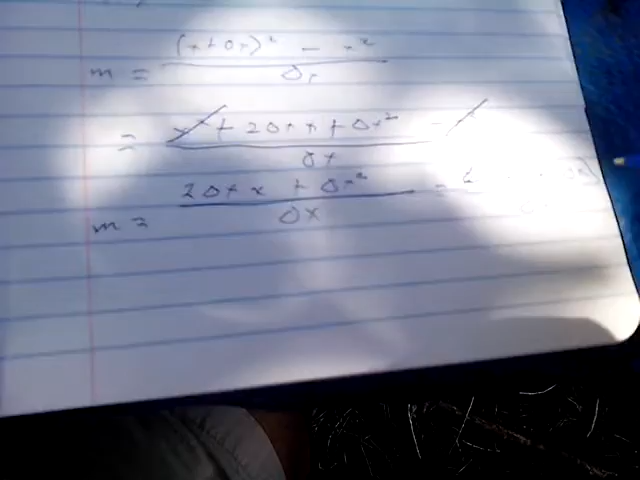 m = ((x+Δx)² - x²) / Δx
= (x² + 2Δx x + Δx² - x²) / Δx
m = (2Δx x + Δx²) / Δx =